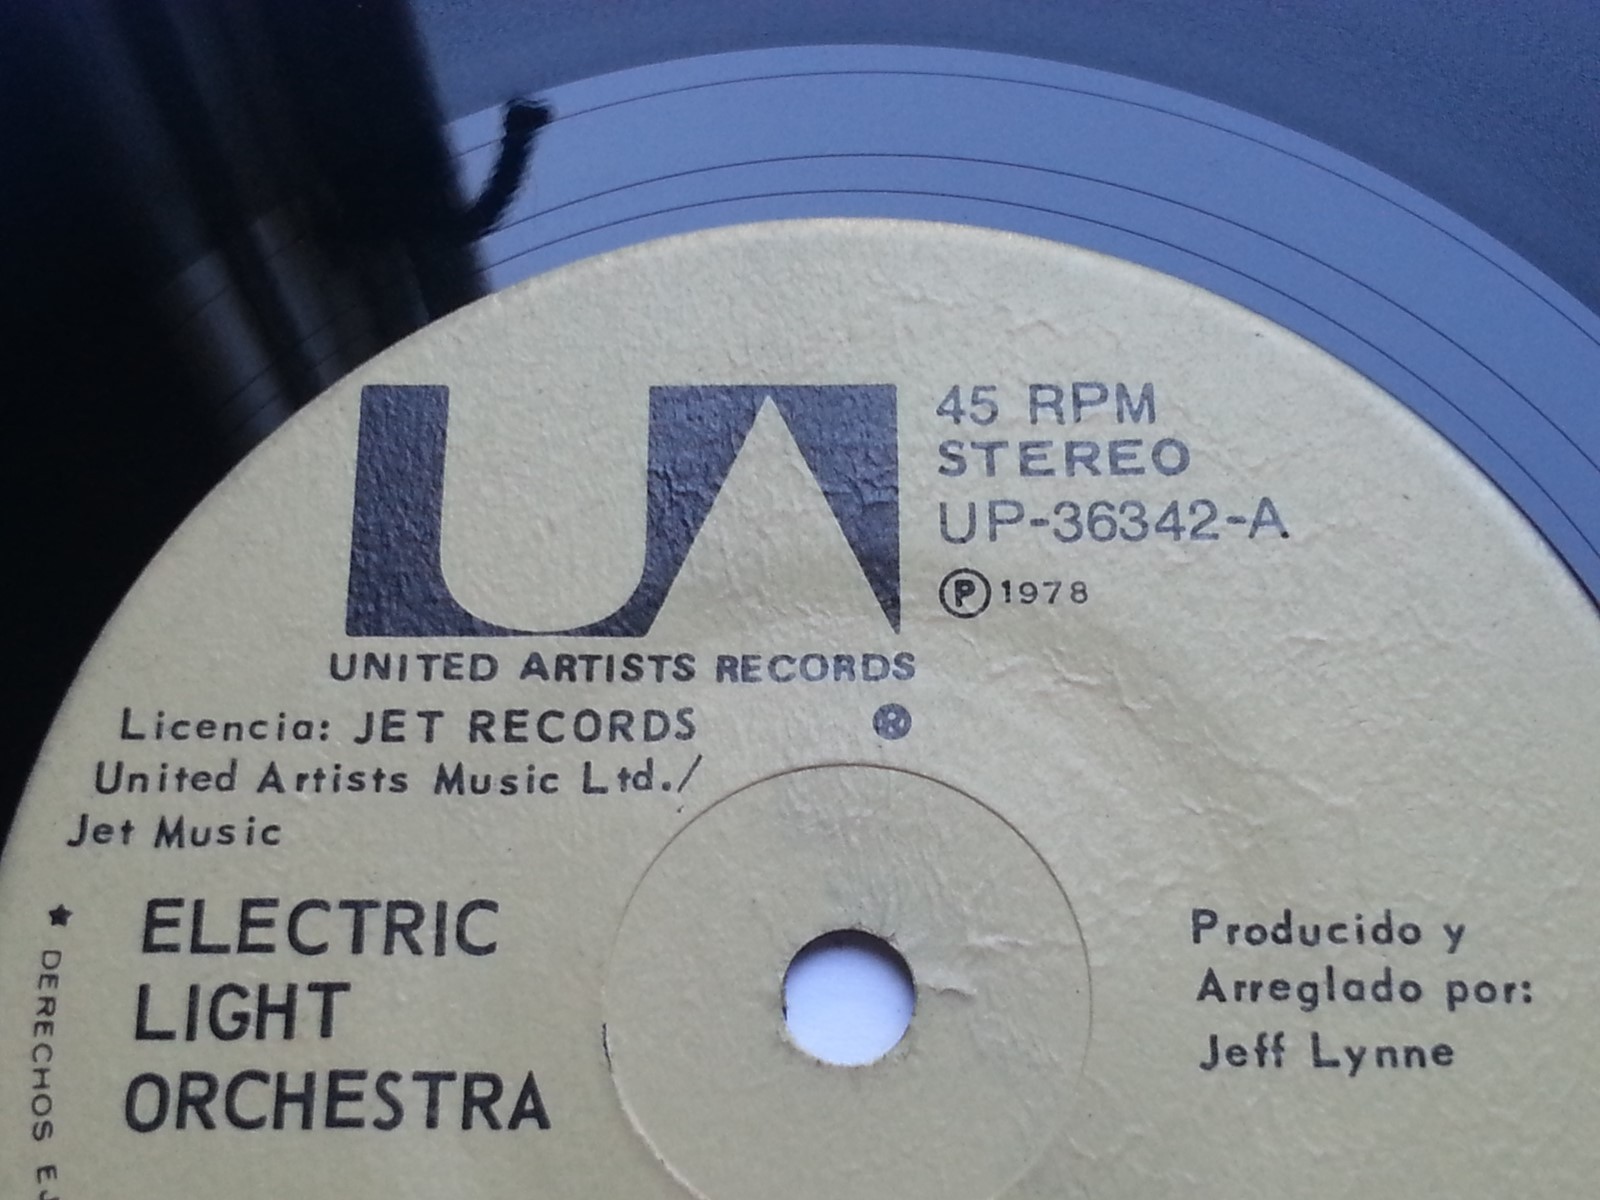 UA
45 RPM
STEREO
UP-36342-A
Ⓟ1978
UNITED ARTISTS RECORDS
®
Licencia: JET RECORDS
United Artists Music Ltd./
Jet Music
ELECTRIC
LIGHT
ORCHESTRA
Producido y
Arreglado por:
Jeff Lynne
★ DERECHOS